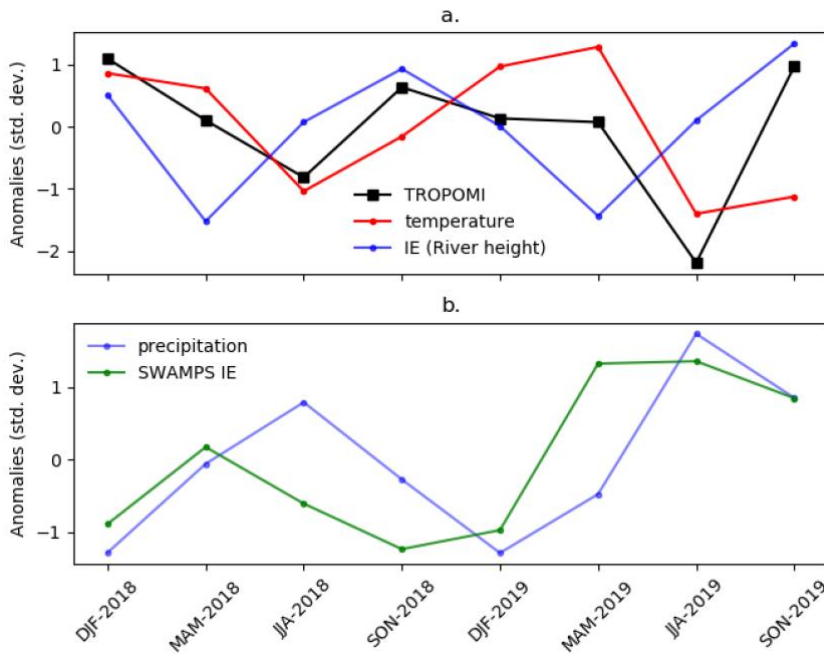 a.
Anomalies (std. dev.)
1
0
−1
−2
TROPOMI
temperature
IE (River height)
b.
Anomalies (std. dev.)
1
0
−1
precipitation
SWAMPS IE
DJF-2018
MAM-2018
JJA-2018
SON-2018
DJF-2019
MAM-2019
JJA-2019
SON-2019